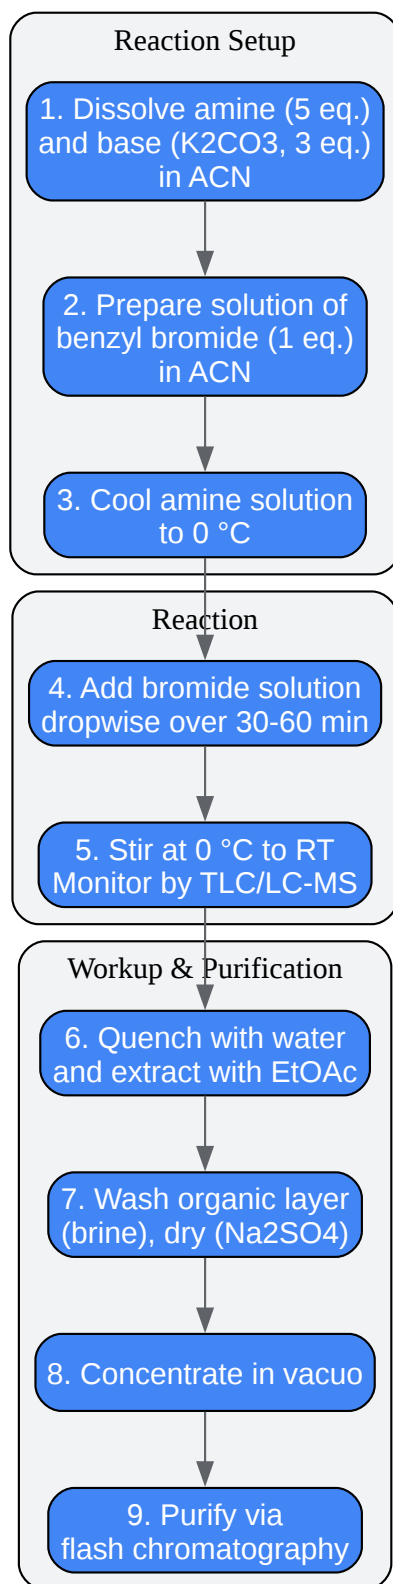 Reaction Setup
1. Dissolve amine (5 eq.)
and base (K2CO3, 3 eq.)
in ACN
2. Prepare solution of
benzyl bromide (1 eq.)
in ACN
3. Cool amine solution
to 0 °C
Reaction
4. Add bromide solution
dropwise over 30-60 min
5. Stir at 0 °C to RT
Monitor by TLC/LC-MS
Workup & Purification
6. Quench with water
and extract with EtOAc
7. Wash organic layer
(brine), dry (Na2SO4)
8. Concentrate in vacuo
9. Purify via
flash chromatography